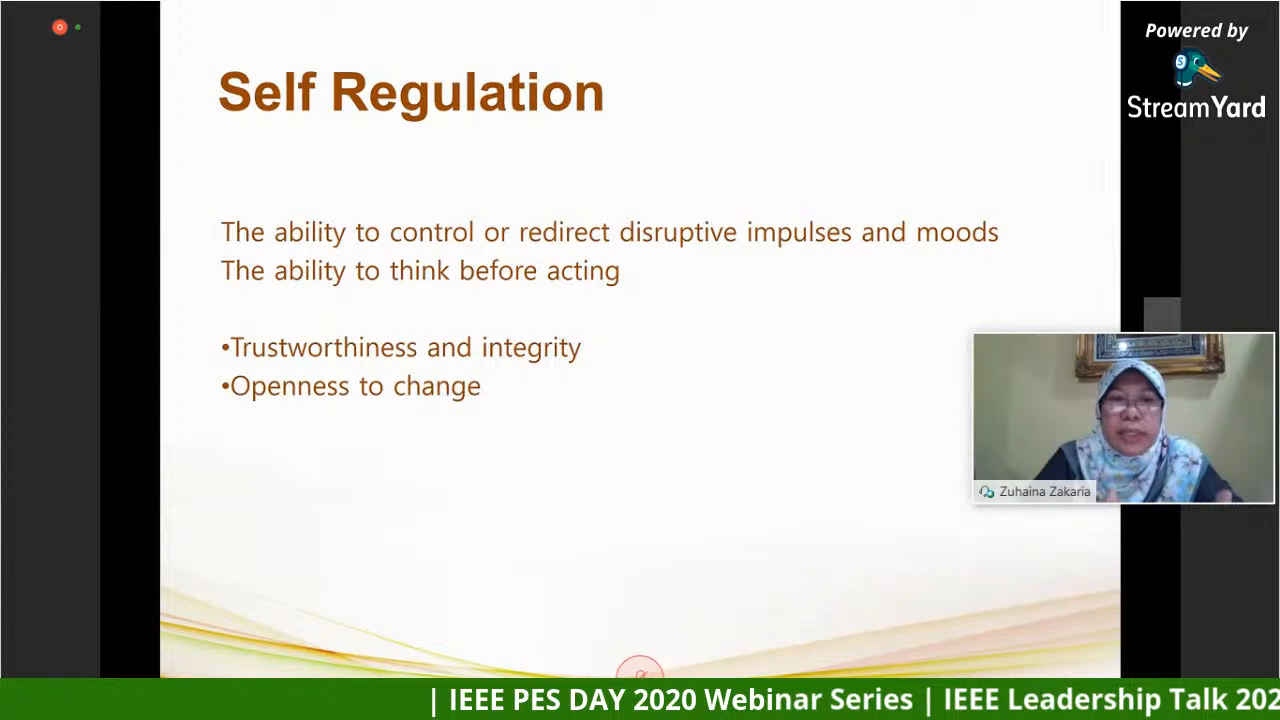 Powered by
StreamYard
Self Regulation
The ability to control or redirect disruptive impulses and moods
The ability to think before acting
•Trustworthiness and integrity
•Openness to change
Zuhaina Zakaria
| IEEE PES DAY 2020 Webinar Series | IEEE Leadership Talk 202